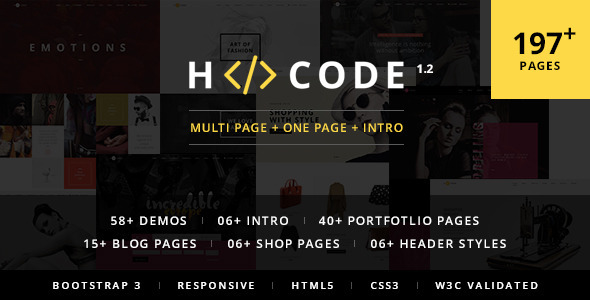 197+
PAGES
EMOTIONS
ART OF
FASHION
H</>CODE 1.2
SHOPPING
WITH STYLE
MULTI PAGE + ONE PAGE + INTRO
incredible
58+ DEMOS | 06+ INTRO | 40+ PORTFOTLIO PAGES
15+ BLOG PAGES | 06+ SHOP PAGES | 06+ HEADER STYLES
BOOTSTRAP 3 | RESPONSIVE | HTML5 | CSS3 | W3C VALIDATED